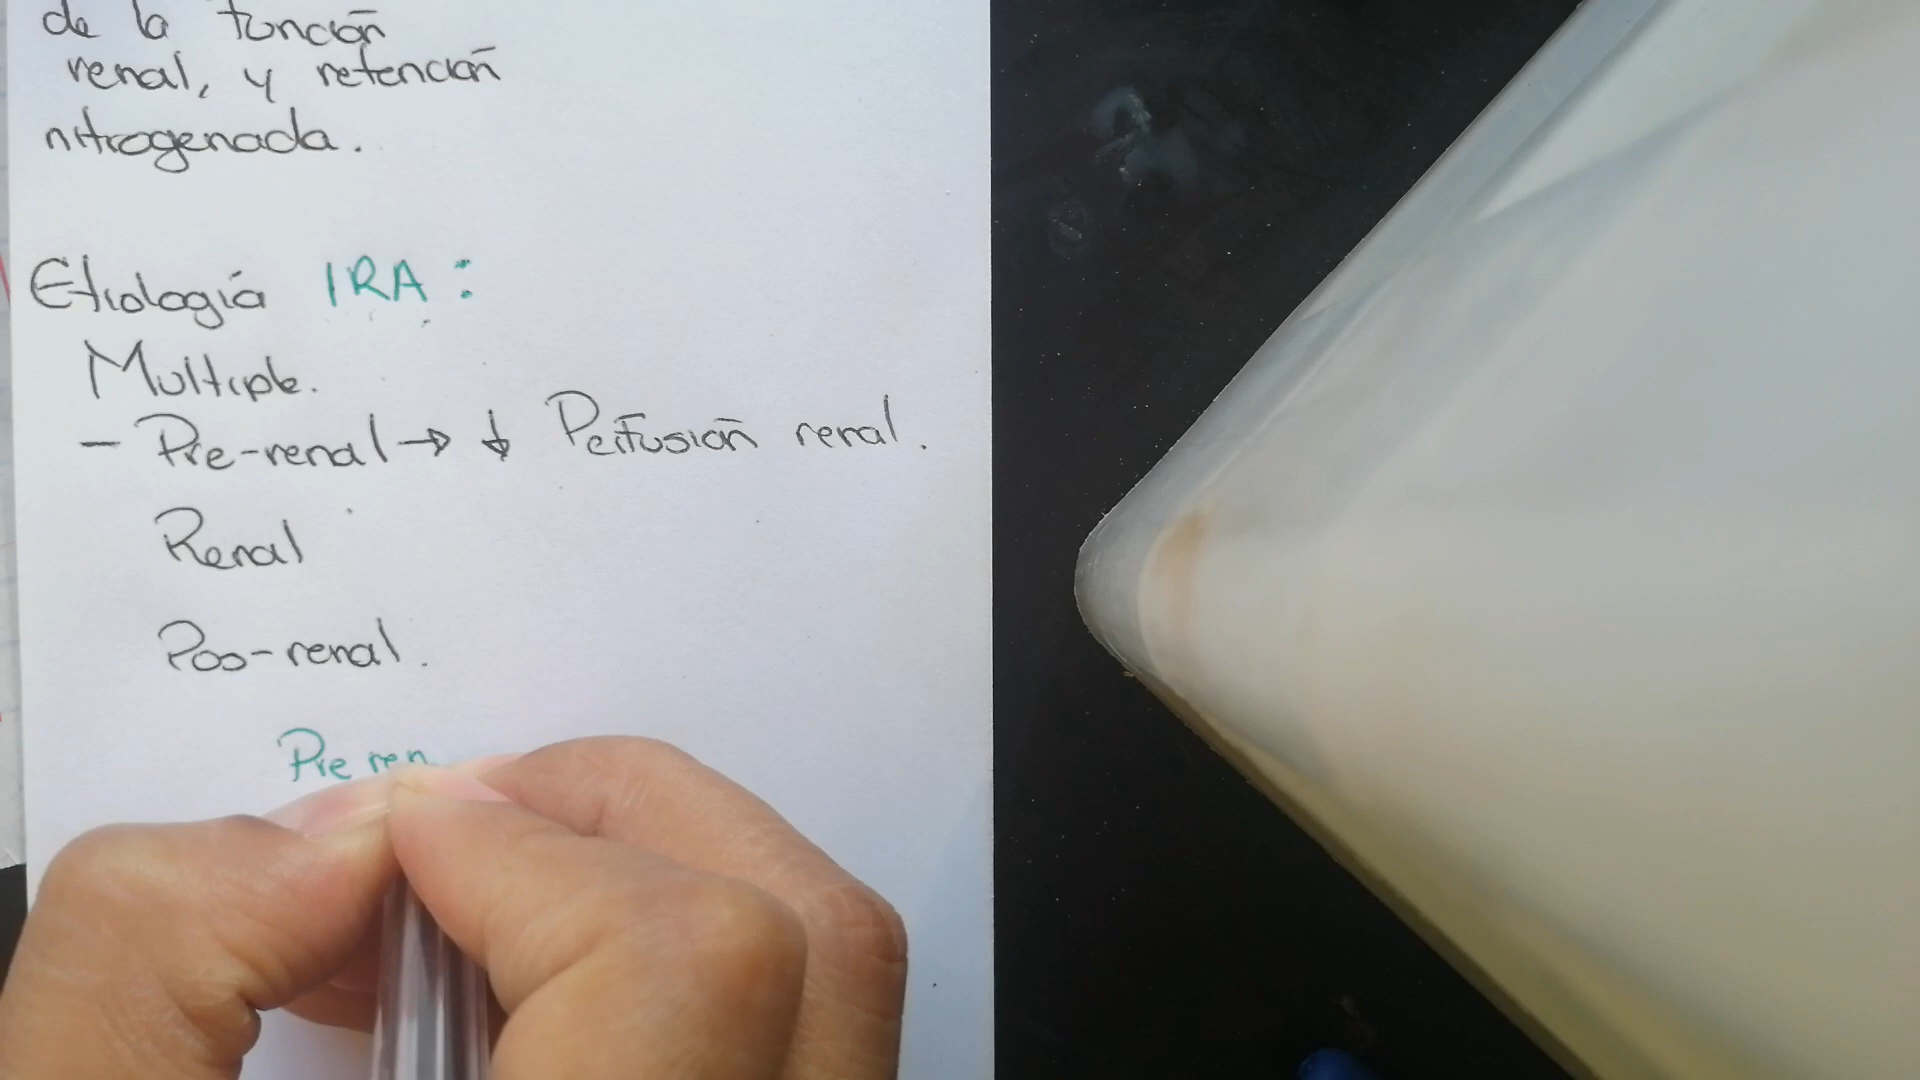 de la función
renal, y retención
nitrogenada.
Etiología IRA:
Multiple.
- Pre-renal → ↓ Perfusión renal.
Renal
Pos-renal.
Pre ren